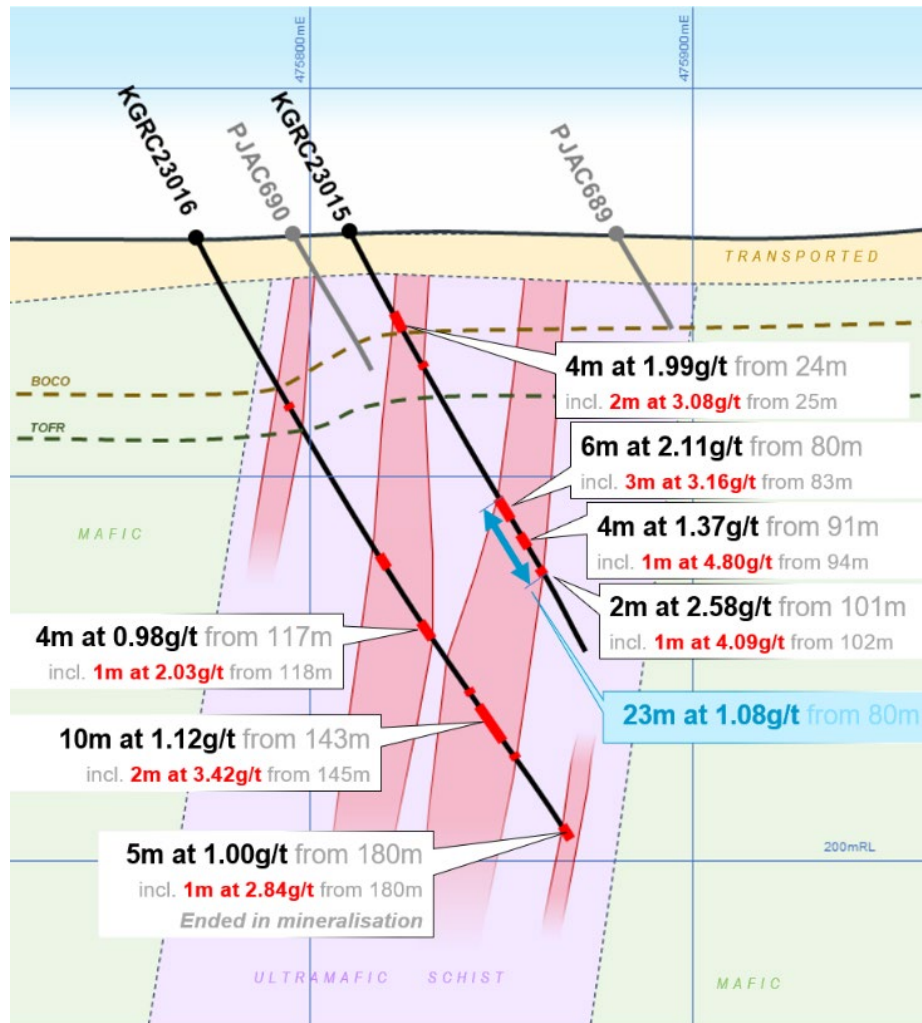 475800mE
475900mE
KGRC23016
PJAC690
KGRC23015
PJAC689
TRANSPORTED
BOCO
TOFR
4m at 1.99g/t from 24m
incl. 2m at 3.08g/t from 25m
6m at 2.11g/t from 80m
incl. 3m at 3.16g/t from 83m
MAFIC
4m at 1.37g/t from 91m
incl. 1m at 4.80g/t from 94m
2m at 2.58g/t from 101m
incl. 1m at 4.09g/t from 102m
4m at 0.98g/t from 117m
incl. 1m at 2.03g/t from 118m
23m at 1.08g/t from 80m
10m at 1.12g/t from 143m
incl. 2m at 3.42g/t from 145m
5m at 1.00g/t from 180m
incl. 1m at 2.84g/t from 180m
Ended in mineralisation
200mRL
ULTRAMAFIC SCHIST
MAFIC